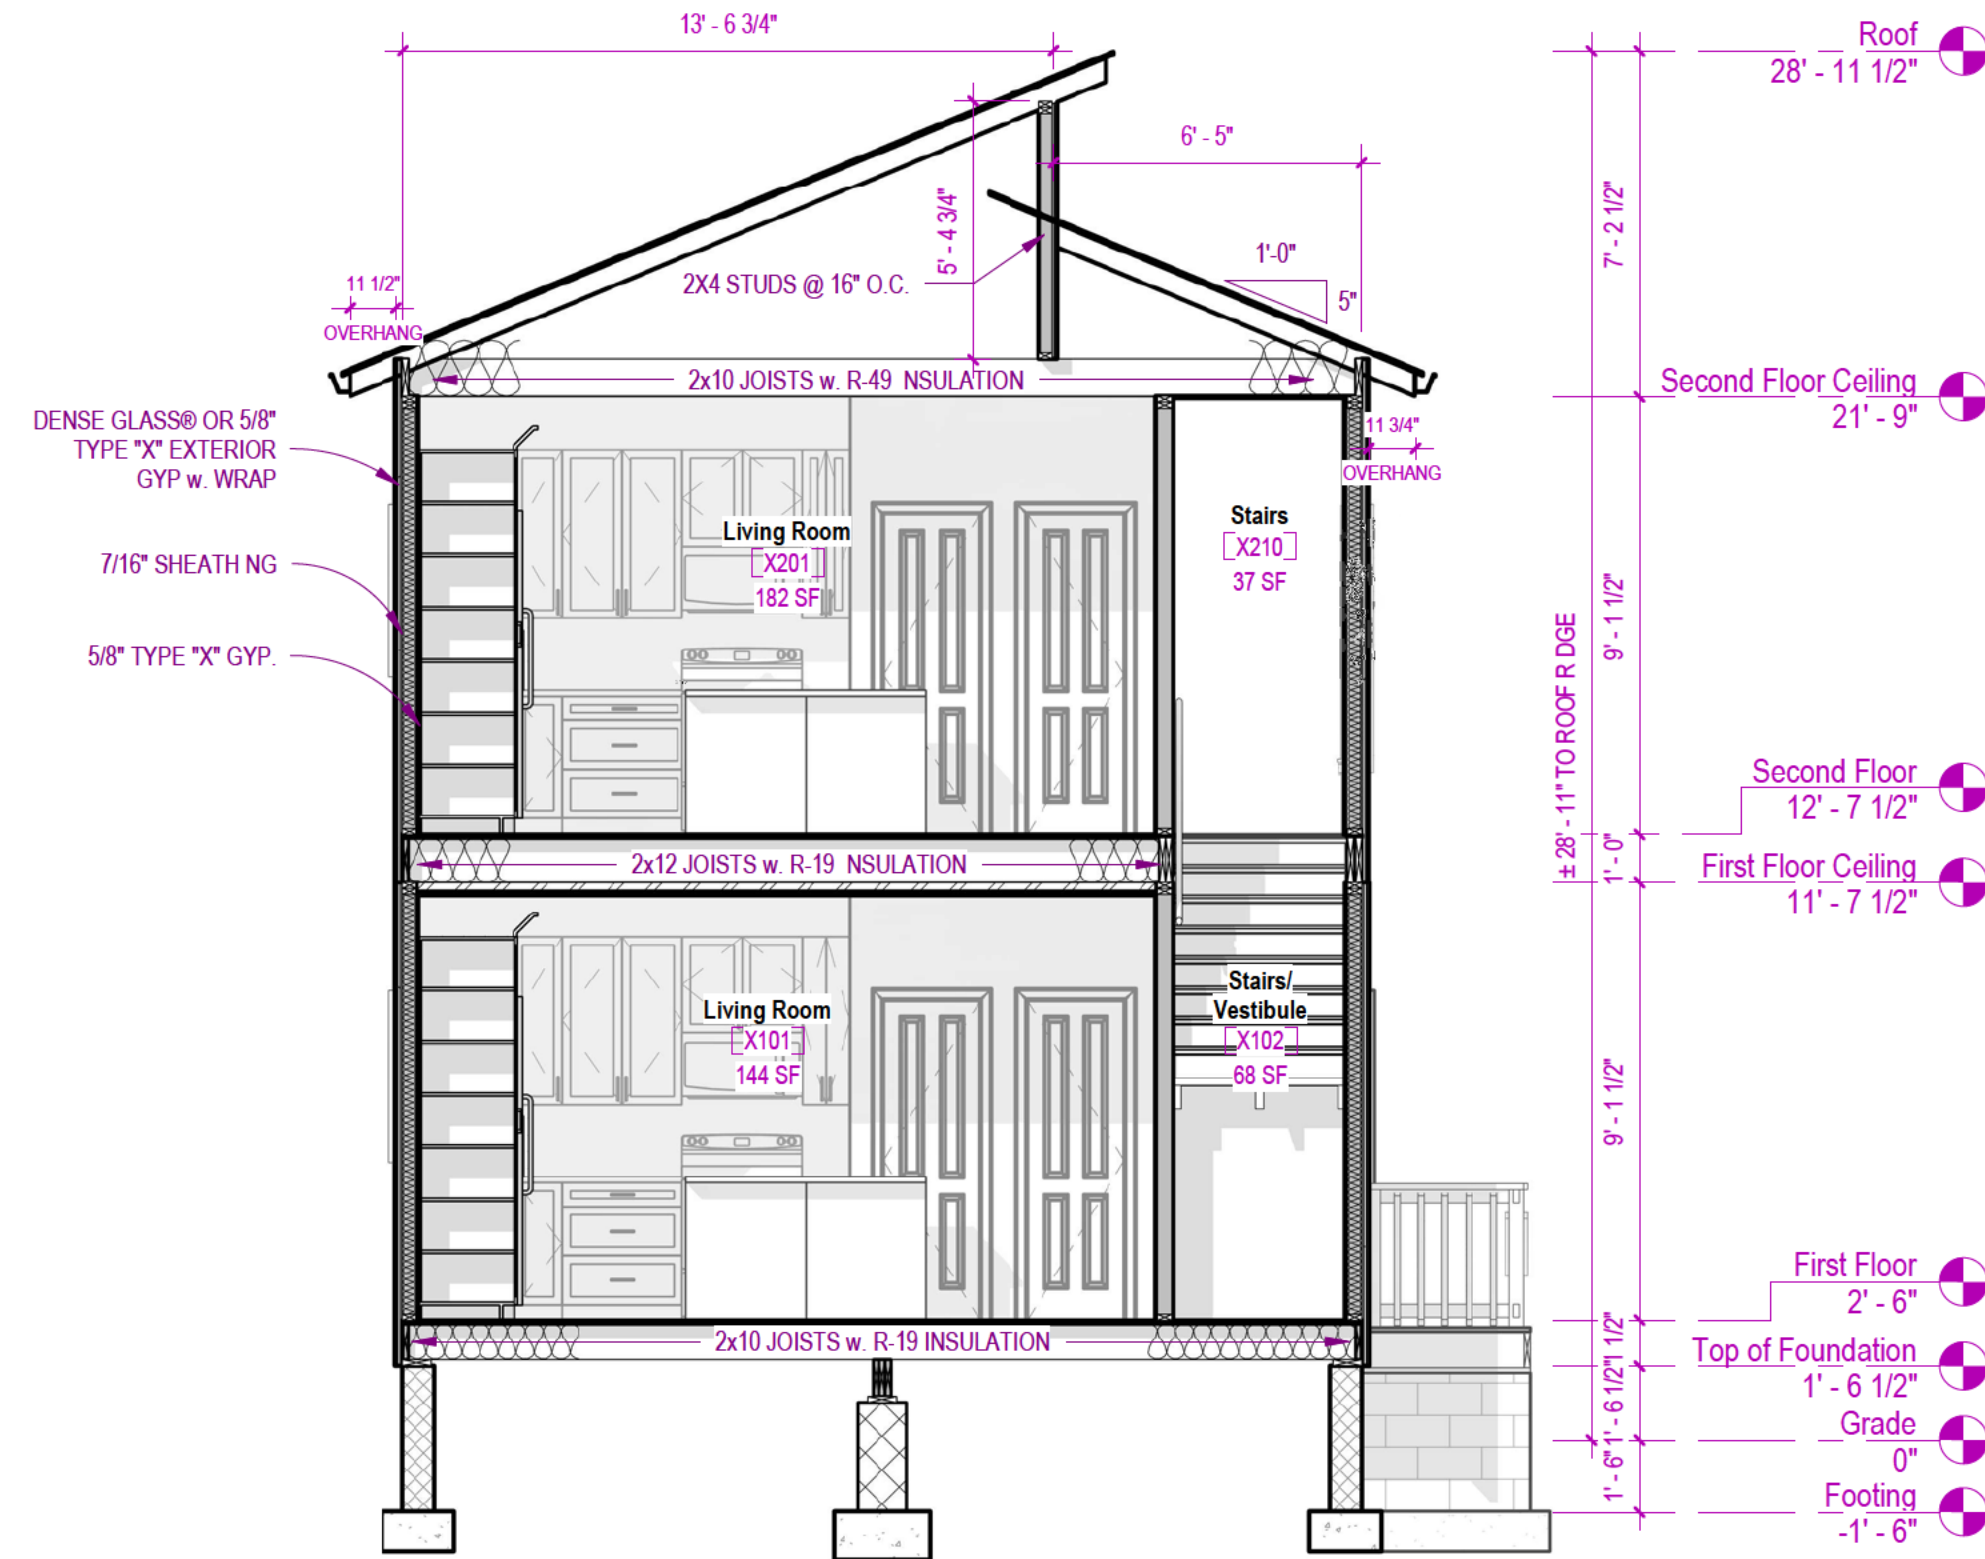 13' - 6 3/4"
Roof
28' - 11 1/2"
6' - 5"
7' - 2 1/2"
5' - 4 3/4"
1'-0"
5"
2X4 STUDS @ 16" O.C.
11 1/2"
OVERHANG
2x10 JOISTS w. R-49 NSULATION
Second Floor Ceiling
21' - 9"
11 3/4"
OVERHANG
DENSE GLASS® OR 5/8"
TYPE "X" EXTERIOR
GYP w. WRAP
7/16" SHEATH NG
5/8" TYPE "X" GYP.
Living Room
X201
182 SF
Stairs
X210
37 SF
9' - 1 1/2"
± 28' - 11" TO ROOF R DGE
Second Floor
12' - 7 1/2"
1' - 0"
2x12 JOISTS w. R-19 NSULATION
First Floor Ceiling
11' - 7 1/2"
Living Room
X101
144 SF
Stairs/
Vestibule
X102
68 SF
9' - 1 1/2"
First Floor
2' - 6"
2x10 JOISTS w. R-19 INSULATION
Top of Foundation
1' - 6 1/2"
1' - 6 1/2"
Grade
0"
1' - 6"
Footing
-1' - 6"